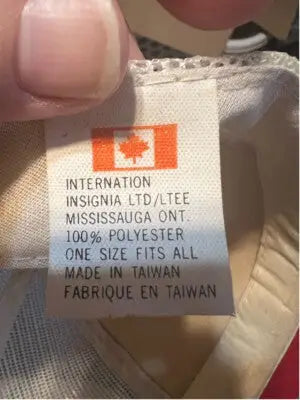 INTERNATION
INSIGNIA LTD/LTEE
MISSISSAUGA ONT.
100% POLYESTER
ONE SIZE FITS ALL
MADE IN TAIWAN
FABRIQUE EN TAIWAN